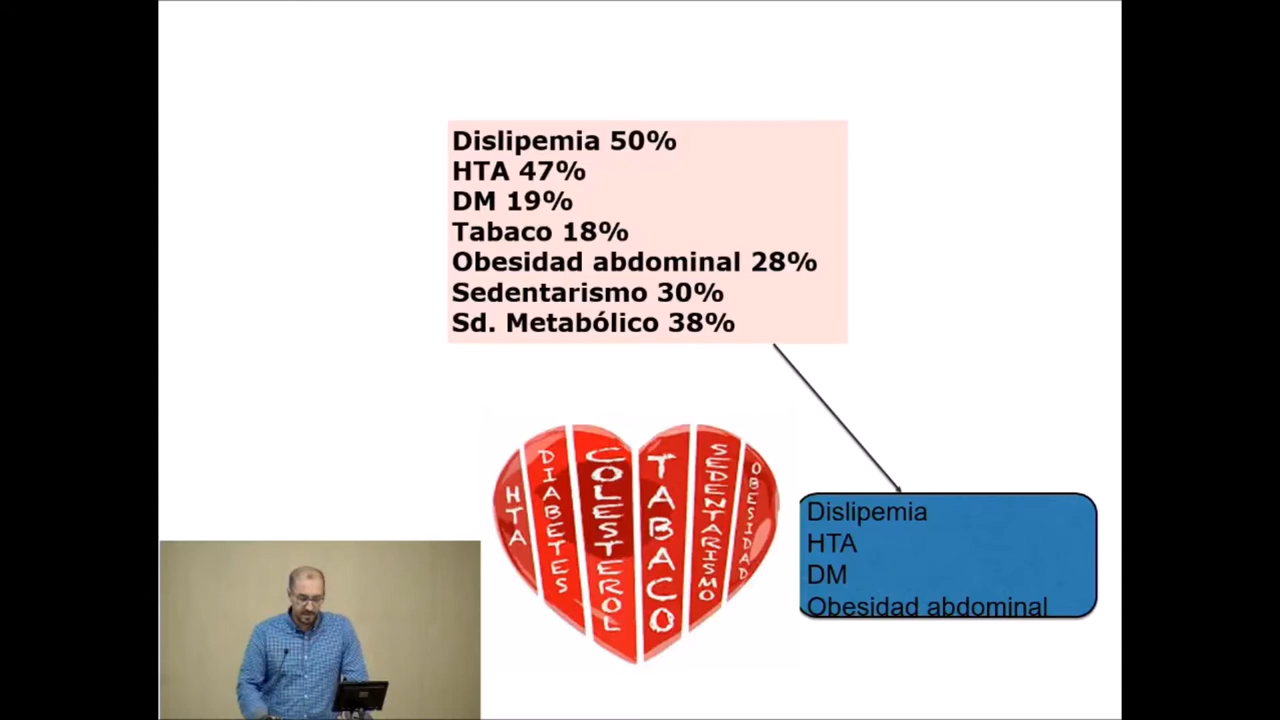 Dislipemia 50%
HTA 47%
DM 19%
Tabaco 18%
Obesidad abdominal 28%
Sedentarismo 30%
Sd. Metabólico 38%
HTA
DIABETES
COLESTEROL
TABACO
SEDENTARISMO
OBESIDAD
Dislipemia
HTA
DM
Obesidad abdominal